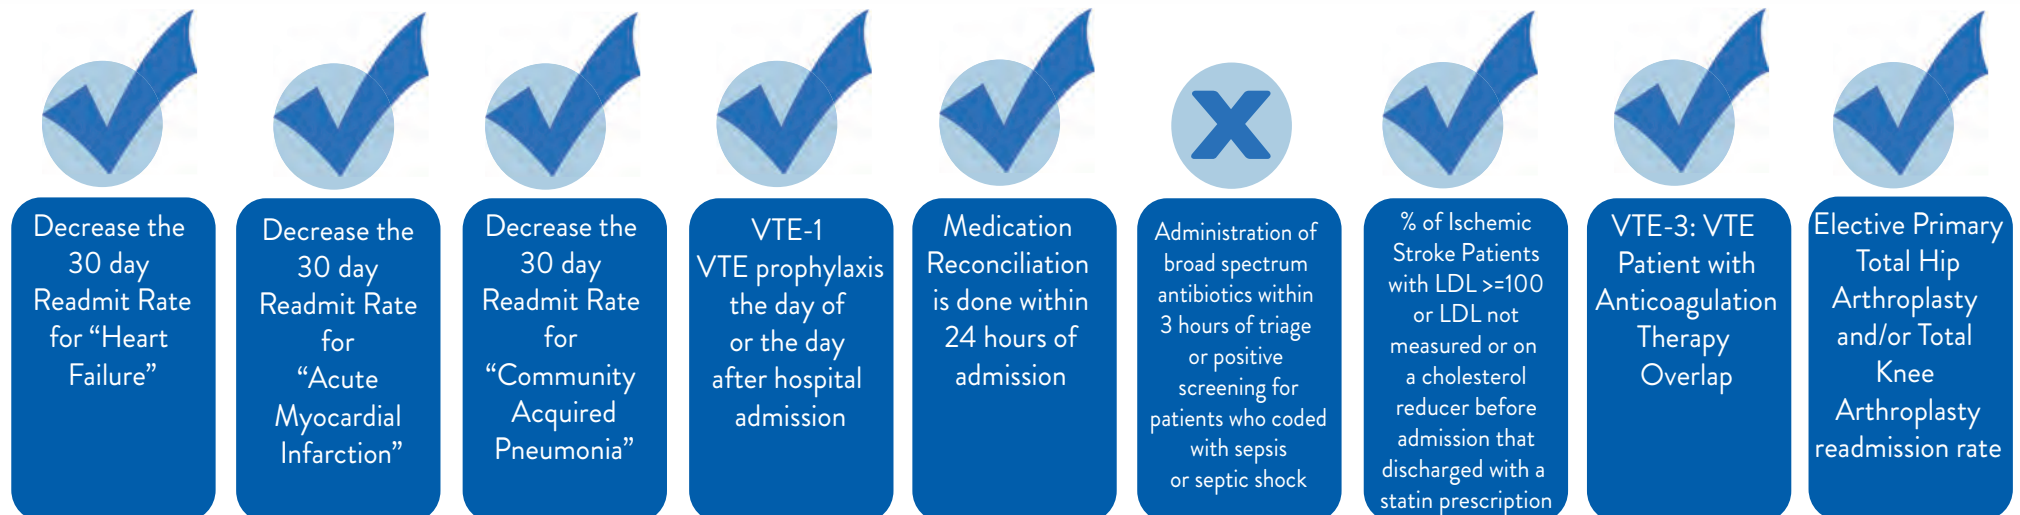 Decrease the
30 day
Readmit Rate
for “Heart
Failure”
Decrease the
30 day
Readmit Rate
for
“Acute
Myocardial
Infarction”
Decrease the
30 day
Readmit Rate
for
“Community
Acquired
Pneumonia”
VTE-1
VTE prophylaxis
the day of
or the day
after hospital
admission
Medication
Reconciliation
is done within
24 hours of
admission
Administration of
broad spectrum
antibiotics within
3 hours of triage
or positive
screening for
patients who coded
with sepsis
or septic shock
% of Ischemic
Stroke Patients
with LDL >=100
or LDL not
measured or on
a cholesterol
reducer before
admission that
discharged with a
statin prescription
VTE-3: VTE
Patient with
Anticoagulation
Therapy
Overlap
Elective Primary
Total Hip
Arthroplasty
and/or Total
Knee
Arthroplasty
readmission rate